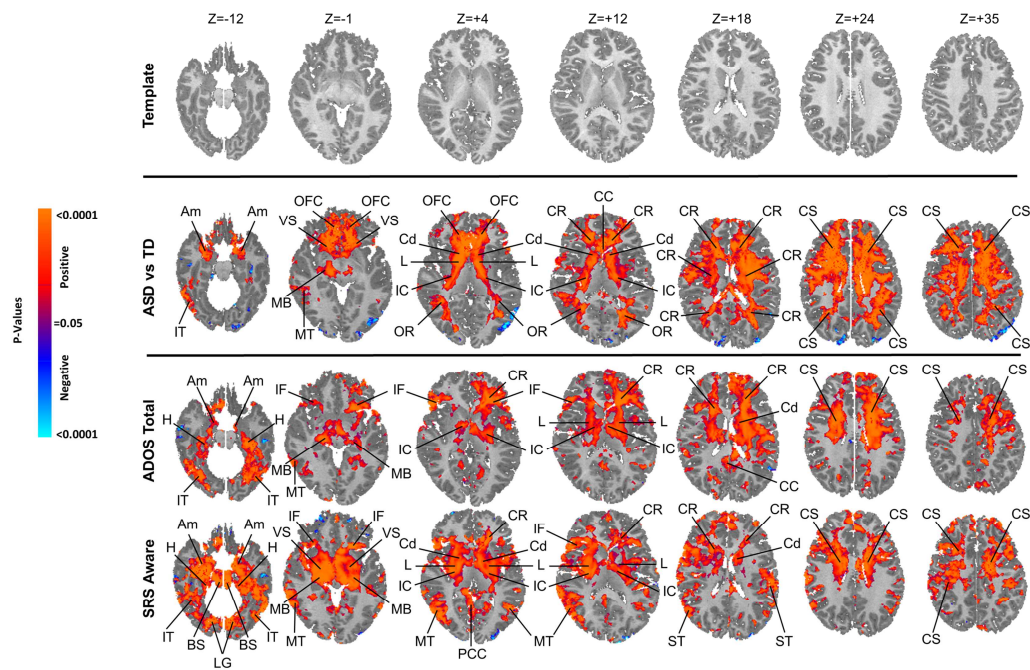 Z=-12 Z=-1 Z=+4 Z=+12 Z=+18 Z=+24 Z=+35
Template
P-Values
<0.0001
Positive
=0.05
Negative
<0.0001
ASD vs TD
Am Am
IT
OFC OFC
VS VS
MB
MT
OFC OFC
Cd Cd
L L
IC IC
OR OR
CC
CR CR
Cd
L
IC
OR
CR CR
CR CR
CR CR
CS CS
CS CS
CS CS
CS
ADOS Total
Am Am
H H
IT IT
IF IF
MB MB
MT
CR
IF
IC
CR
IF
L L
IC IC
CR CR
Cd
CC
CS CS
CS
SRS Aware
Am Am
H H
IT IT
BS BS
LG
IF IF
VS VS
MB MB
MT
CR
Cd Cd
L L
IC IC
MT MT
PCC
CR
IF
L
IC
CR CR
Cd
ST ST
CS CS
CS CS
CS